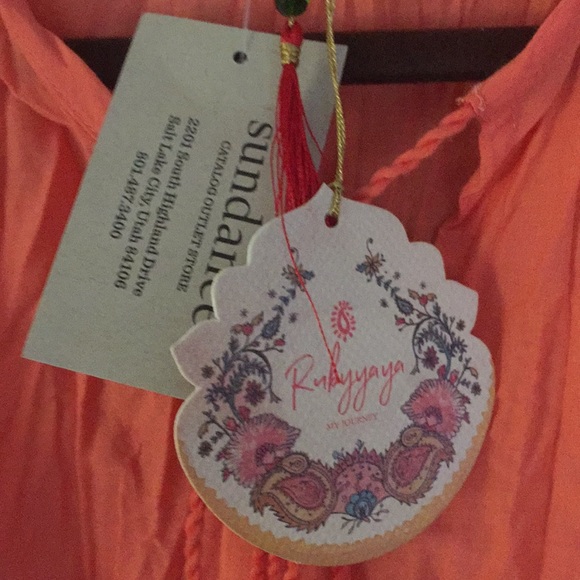 sundance
CATALOG OUTLET STORE
2201 South Highland Drive
Salt Lake City, Utah 84106
801.487.3400
Rubyyaya
MY JOURNEY